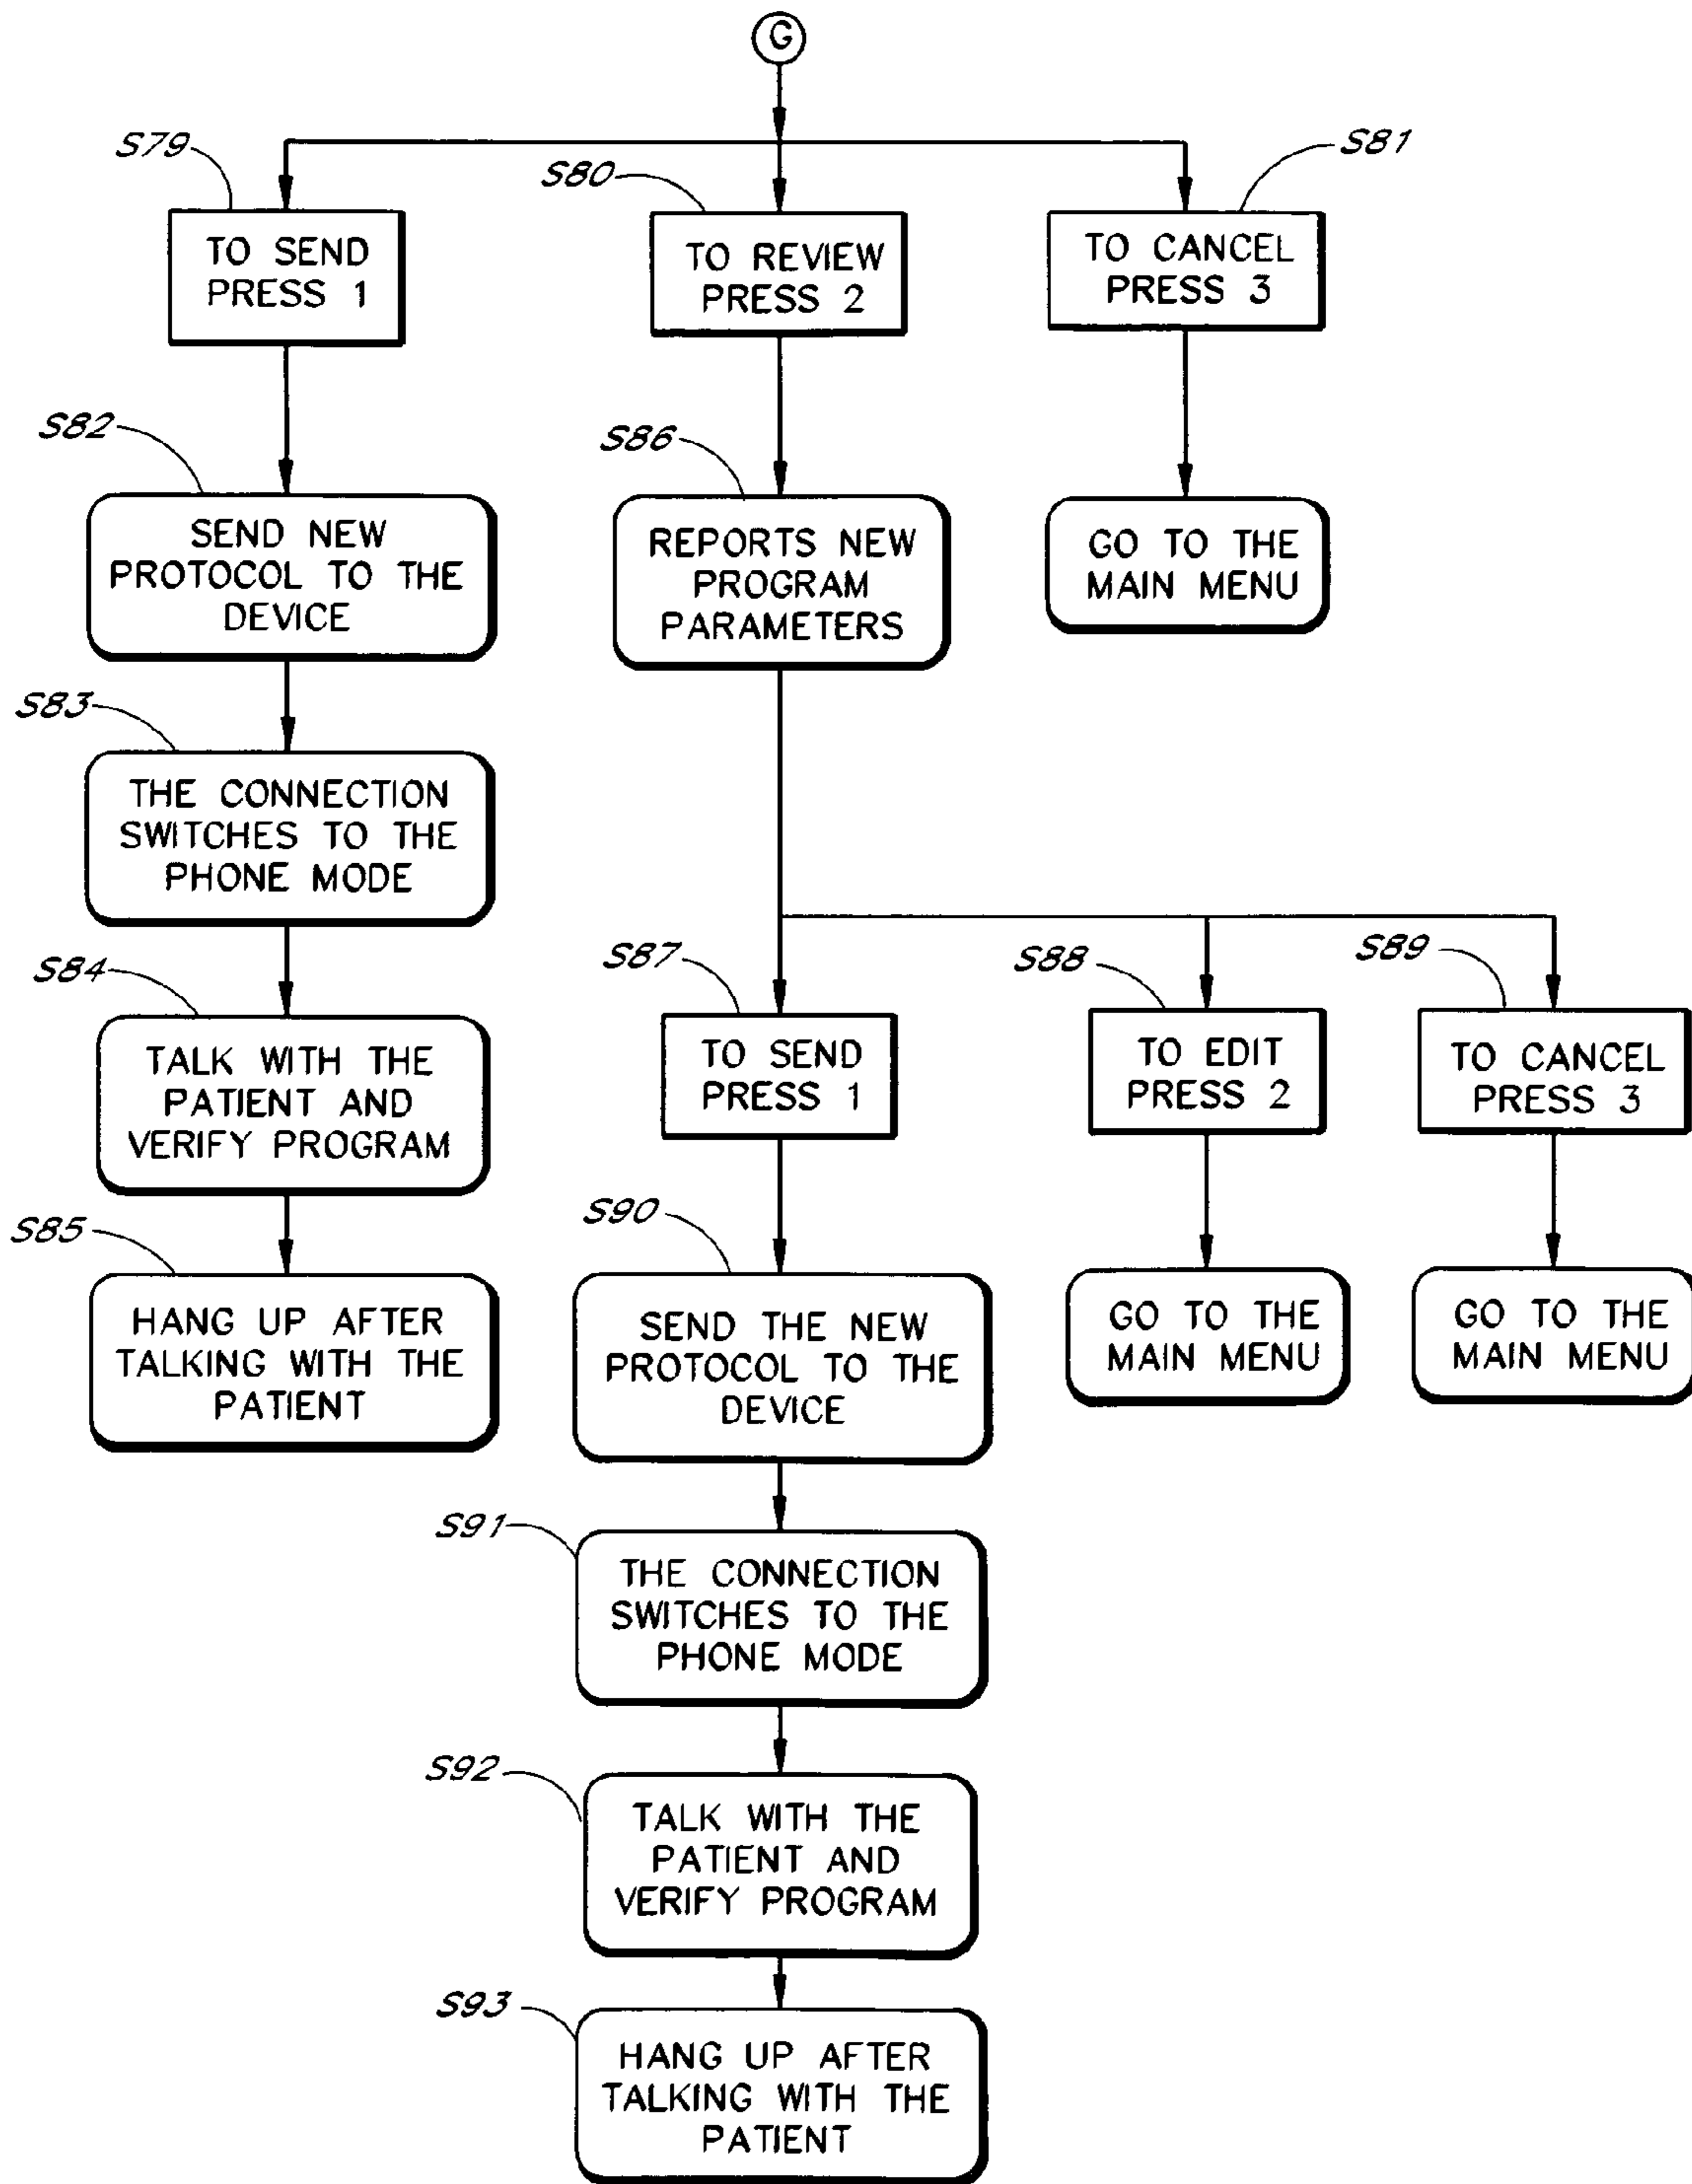 G
S79
S80
S81
TO SEND
PRESS 1
TO REVIEW
PRESS 2
TO CANCEL
PRESS 3
S82
S86
SEND NEW
PROTOCOL TO THE
DEVICE
REPORTS NEW
PROGRAM
PARAMETERS
GO TO THE
MAIN MENU
S83
THE CONNECTION
SWITCHES TO THE
PHONE MODE
S84
S87
S88
S89
TALK WITH THE
PATIENT AND
VERIFY PROGRAM
TO SEND
PRESS 1
TO EDIT
PRESS 2
TO CANCEL
PRESS 3
S85
S90
HANG UP AFTER
TALKING WITH THE
PATIENT
SEND THE NEW
PROTOCOL TO THE
DEVICE
GO TO THE
MAIN MENU
GO TO THE
MAIN MENU
S91
THE CONNECTION
SWITCHES TO THE
PHONE MODE
S92
TALK WITH THE
PATIENT AND
VERIFY PROGRAM
S93
HANG UP AFTER
TALKING WITH THE
PATIENT